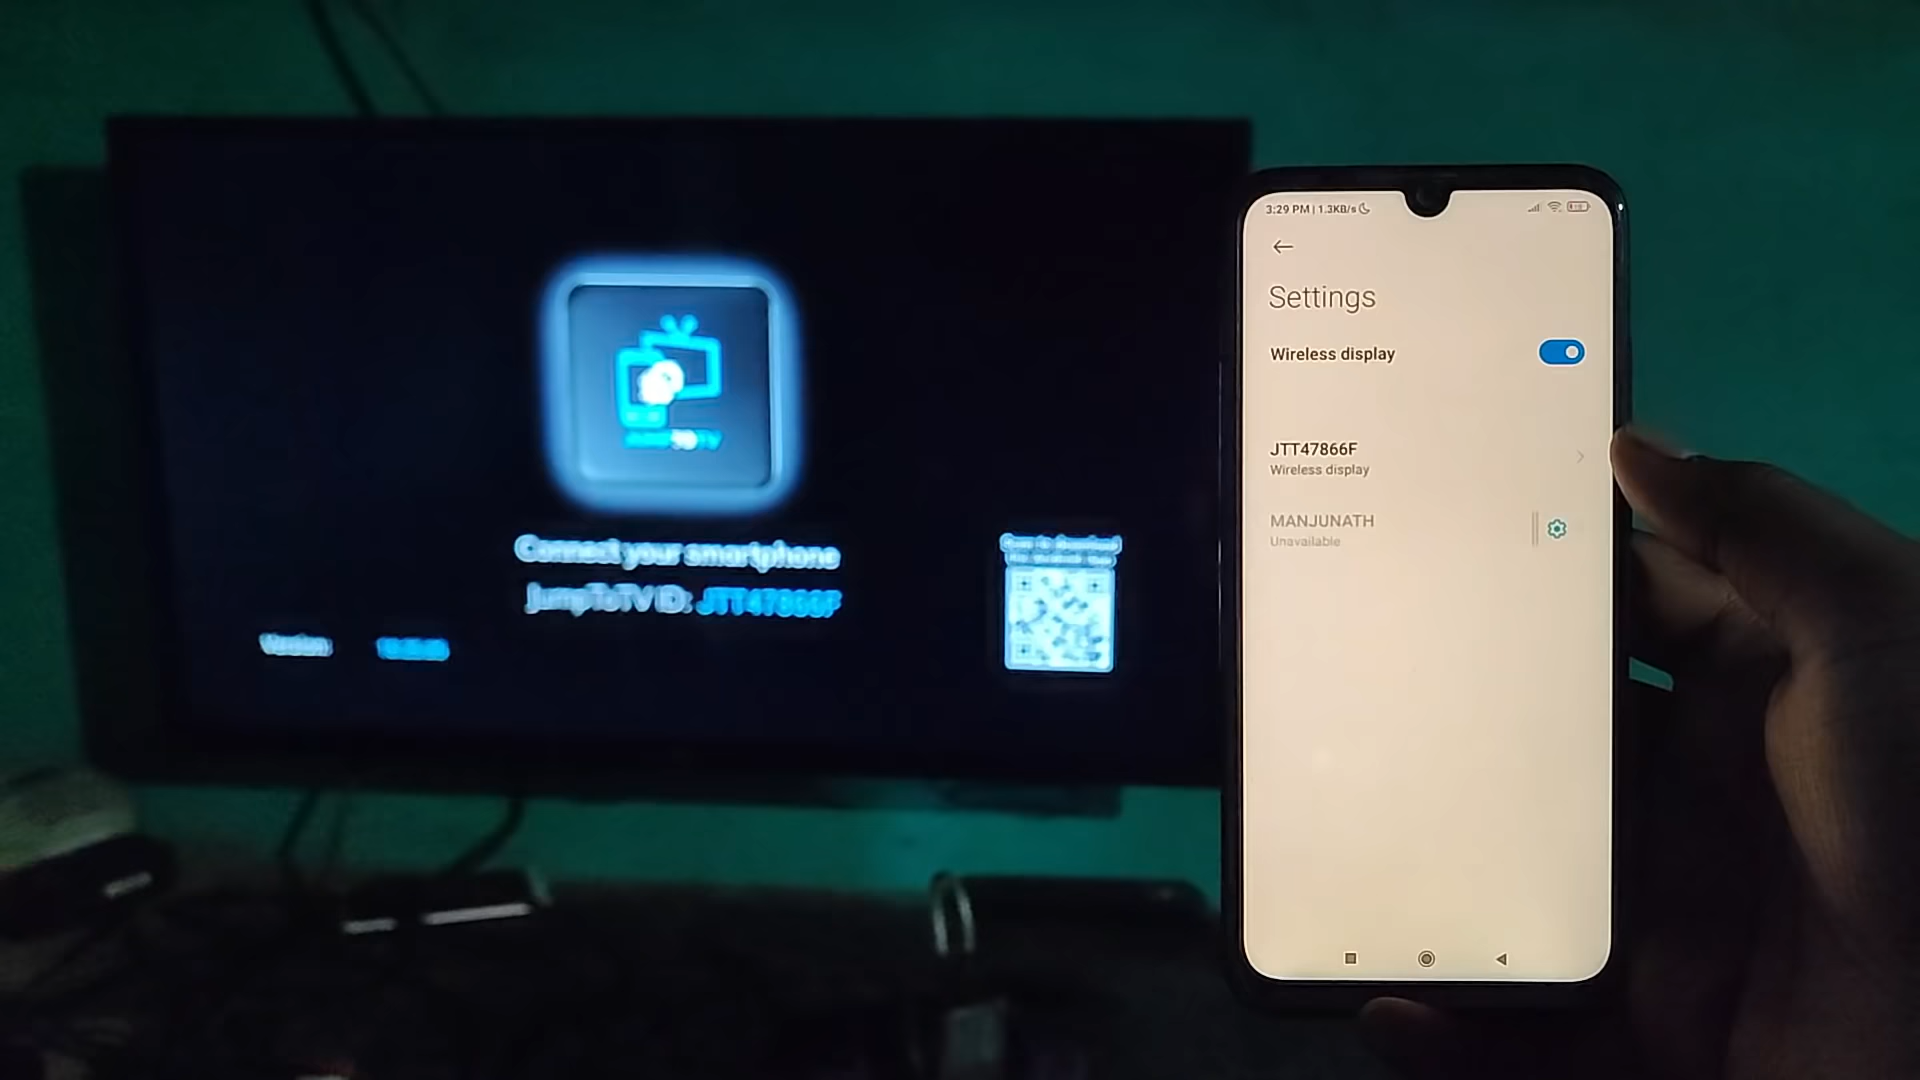 Connect your smartphone
JumpToTV ID: JTT47866F
Version
3:29 PM | 1.3KB/s
Settings
Wireless display
JTT47866F
Wireless display
MANJUNATH
Unavailable